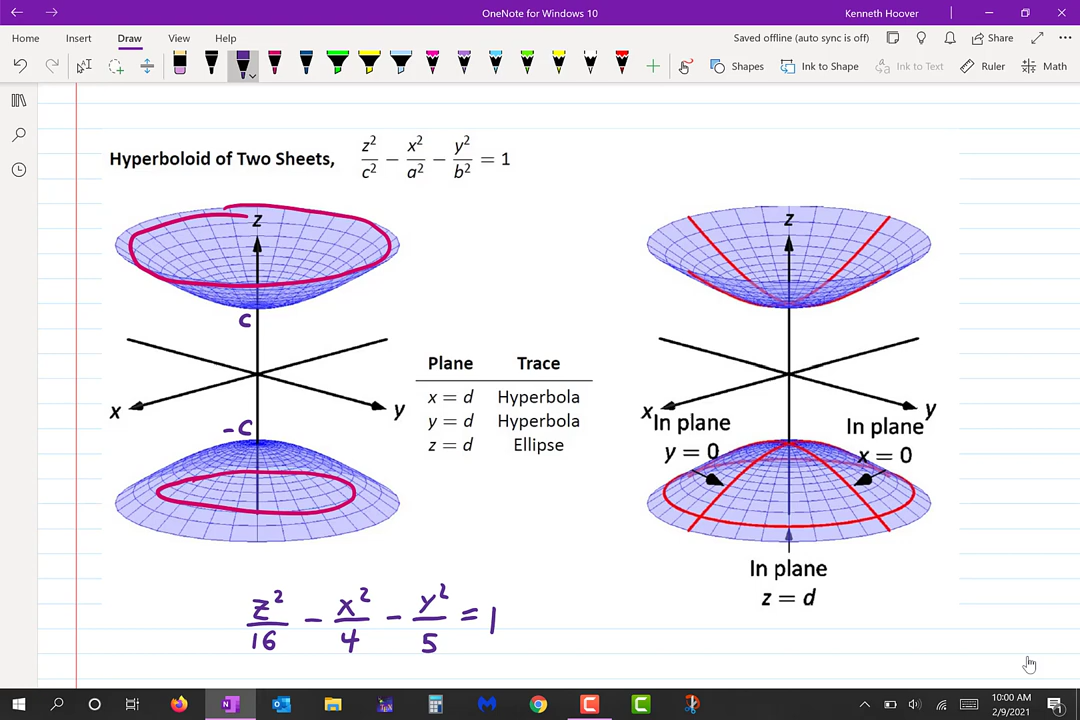 OneNote for Windows 10
Kenneth Hoover
Home Insert Draw View Help
Saved offline (auto sync is off)
Share
Shapes
Ink to Shape
Ink to Text
Ruler
Math
Hyperboloid of Two Sheets, z²/c² − x²/a² − y²/b² = 1
z
c
x
y
-c
Plane Trace
x = d Hyperbola
y = d Hyperbola
z = d Ellipse
z
x
y
In plane
y = 0
In plane
x = 0
In plane
z = d
z²/16 − x²/4 − y²/5 = 1
10:00 AM
2/9/2021